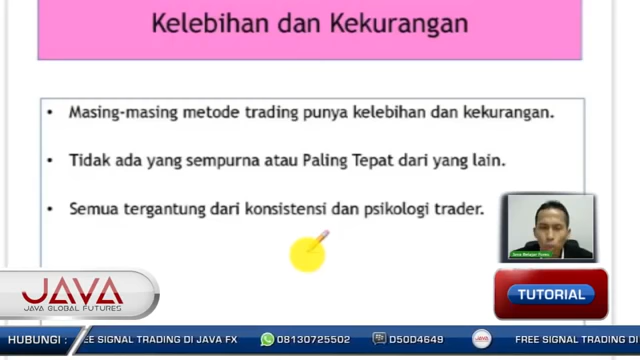 Kelebihan dan Kekurangan
• Masing-masing metode trading punya kelebihan dan kekurangan.
• Tidak ada yang sempurna atau Paling Tepat dari yang lain.
• Semua tergantung dari konsistensi dan psikologi trader.
JAVA
JAVA GLOBAL FUTURES
TUTORIAL
HUBUNGI :
EE SIGNAL TRADING DI JAVA FX
08130725502
D50D4649
JAVA
FREE SIGNAL TRADING DI